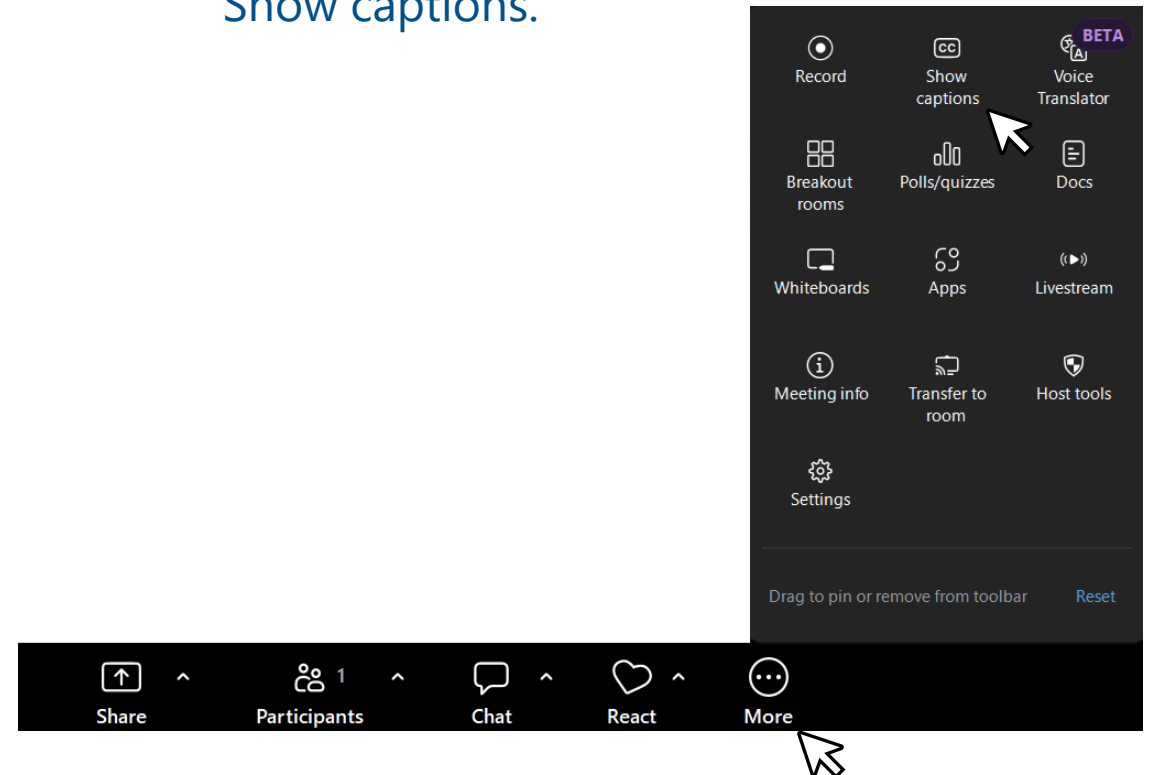 Show captions.
BETA
Record
Show
captions
Voice
Translator
Breakout
rooms
Polls/quizzes
Docs
Whiteboards
Apps
Livestream
Meeting info
Transfer to
room
Host tools
Settings
Drag to pin or remove from toolbar
Reset
Share
Participants
1
Chat
React
More